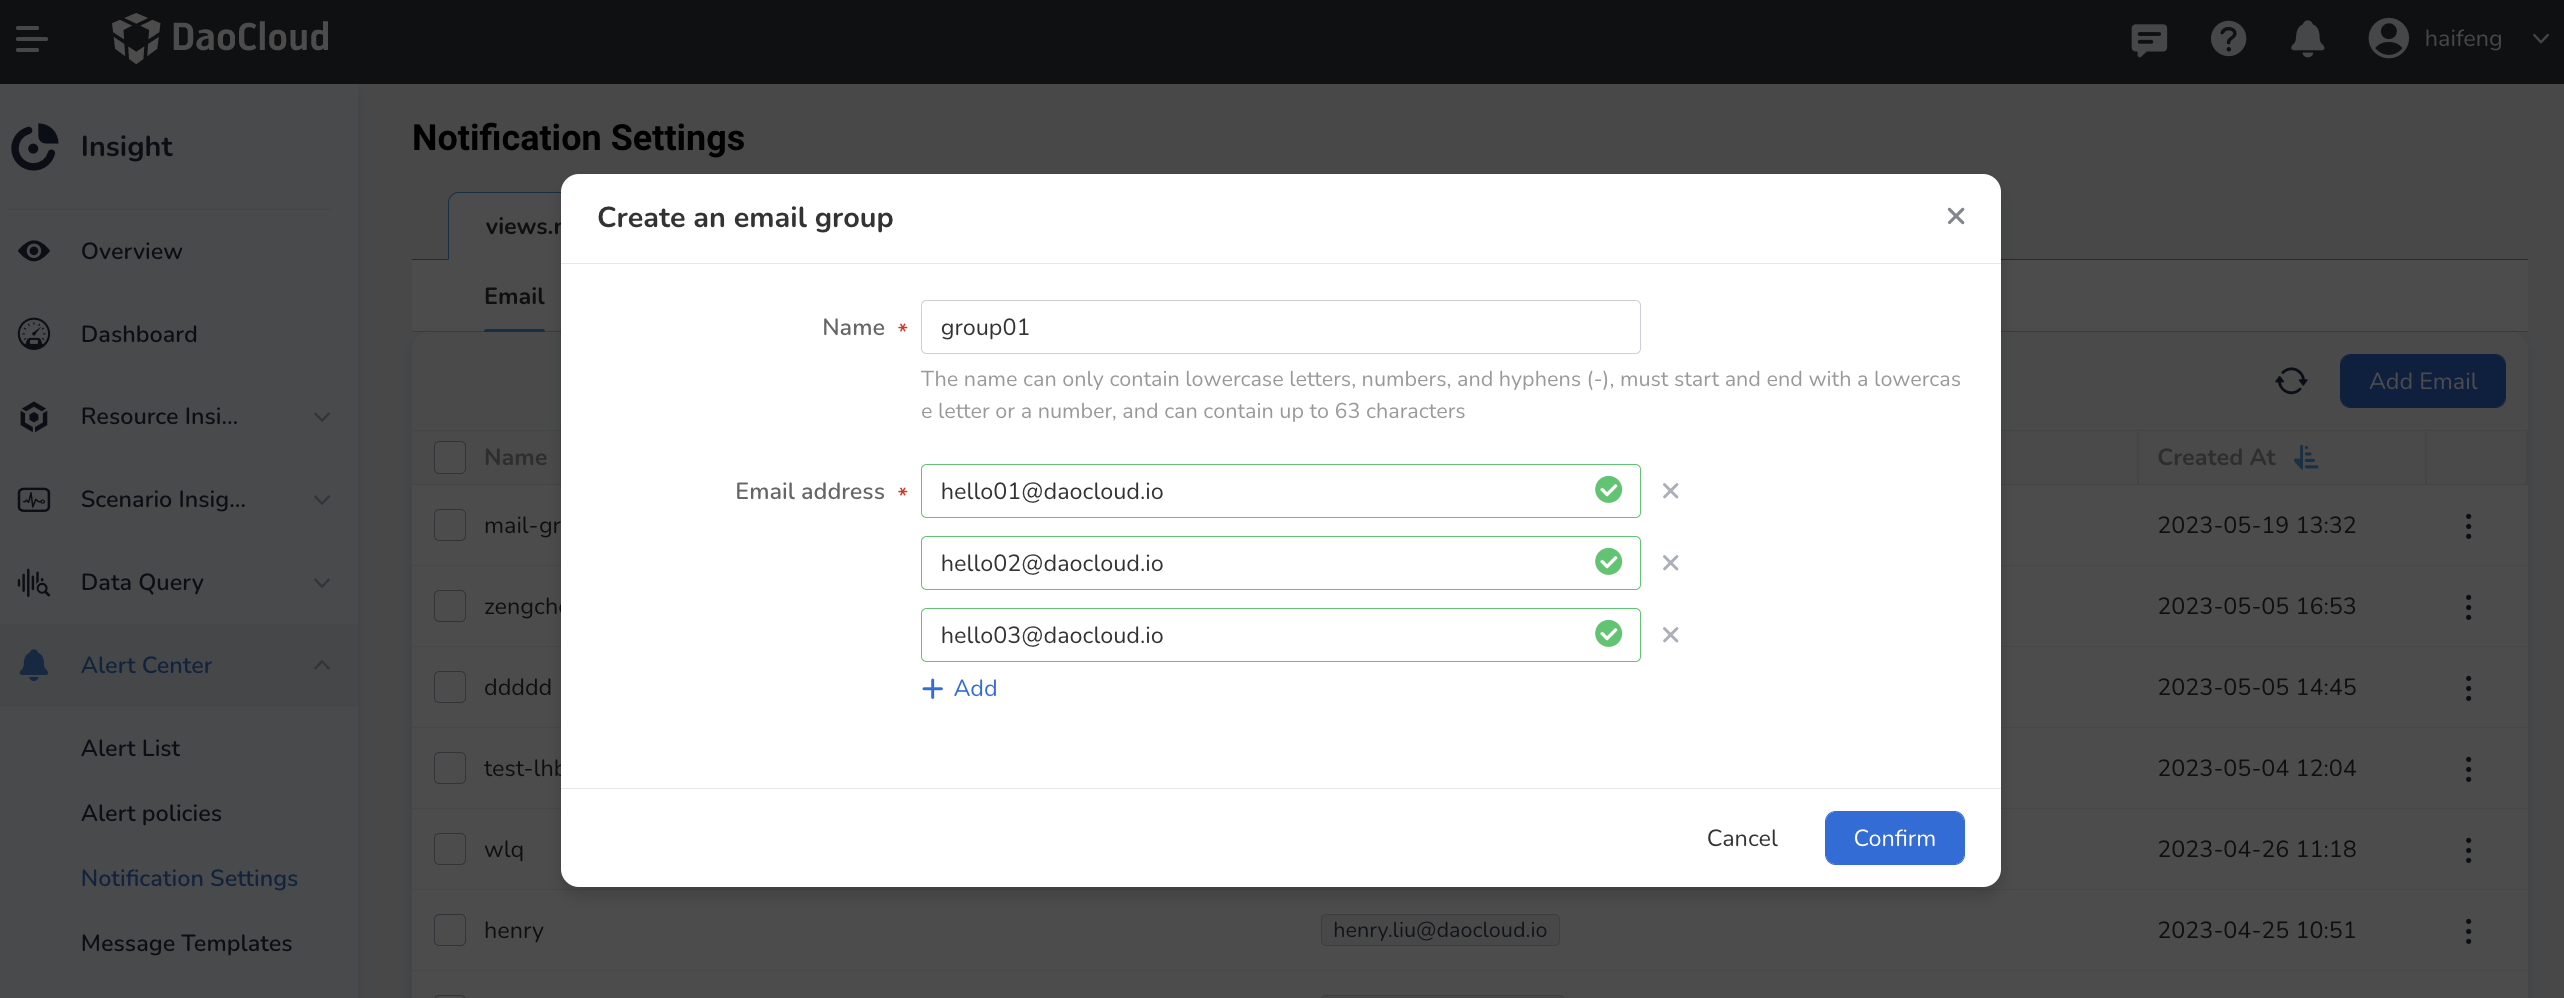 DaoCloud
haifeng
Insight
Overview
Dashboard
Resource Insi...
Scenario Insig...
Data Query
Alert Center
Alert List
Alert policies
Notification Settings
Message Templates
Notification Settings
views.
Email
Add Email
Name
Created At
mail-gr
2023-05-19 13:32
zengch
2023-05-05 16:53
ddddd
2023-05-05 14:45
test-lhb
2023-05-04 12:04
wlq
2023-04-26 11:18
henry
henry.liu@daocloud.io
2023-04-25 10:51
Create an email group
Name *
group01
The name can only contain lowercase letters, numbers, and hyphens (-), must start and end with a lowercas
e letter or a number, and can contain up to 63 characters
Email address *
hello01@daocloud.io
hello02@daocloud.io
hello03@daocloud.io
+ Add
Cancel
Confirm